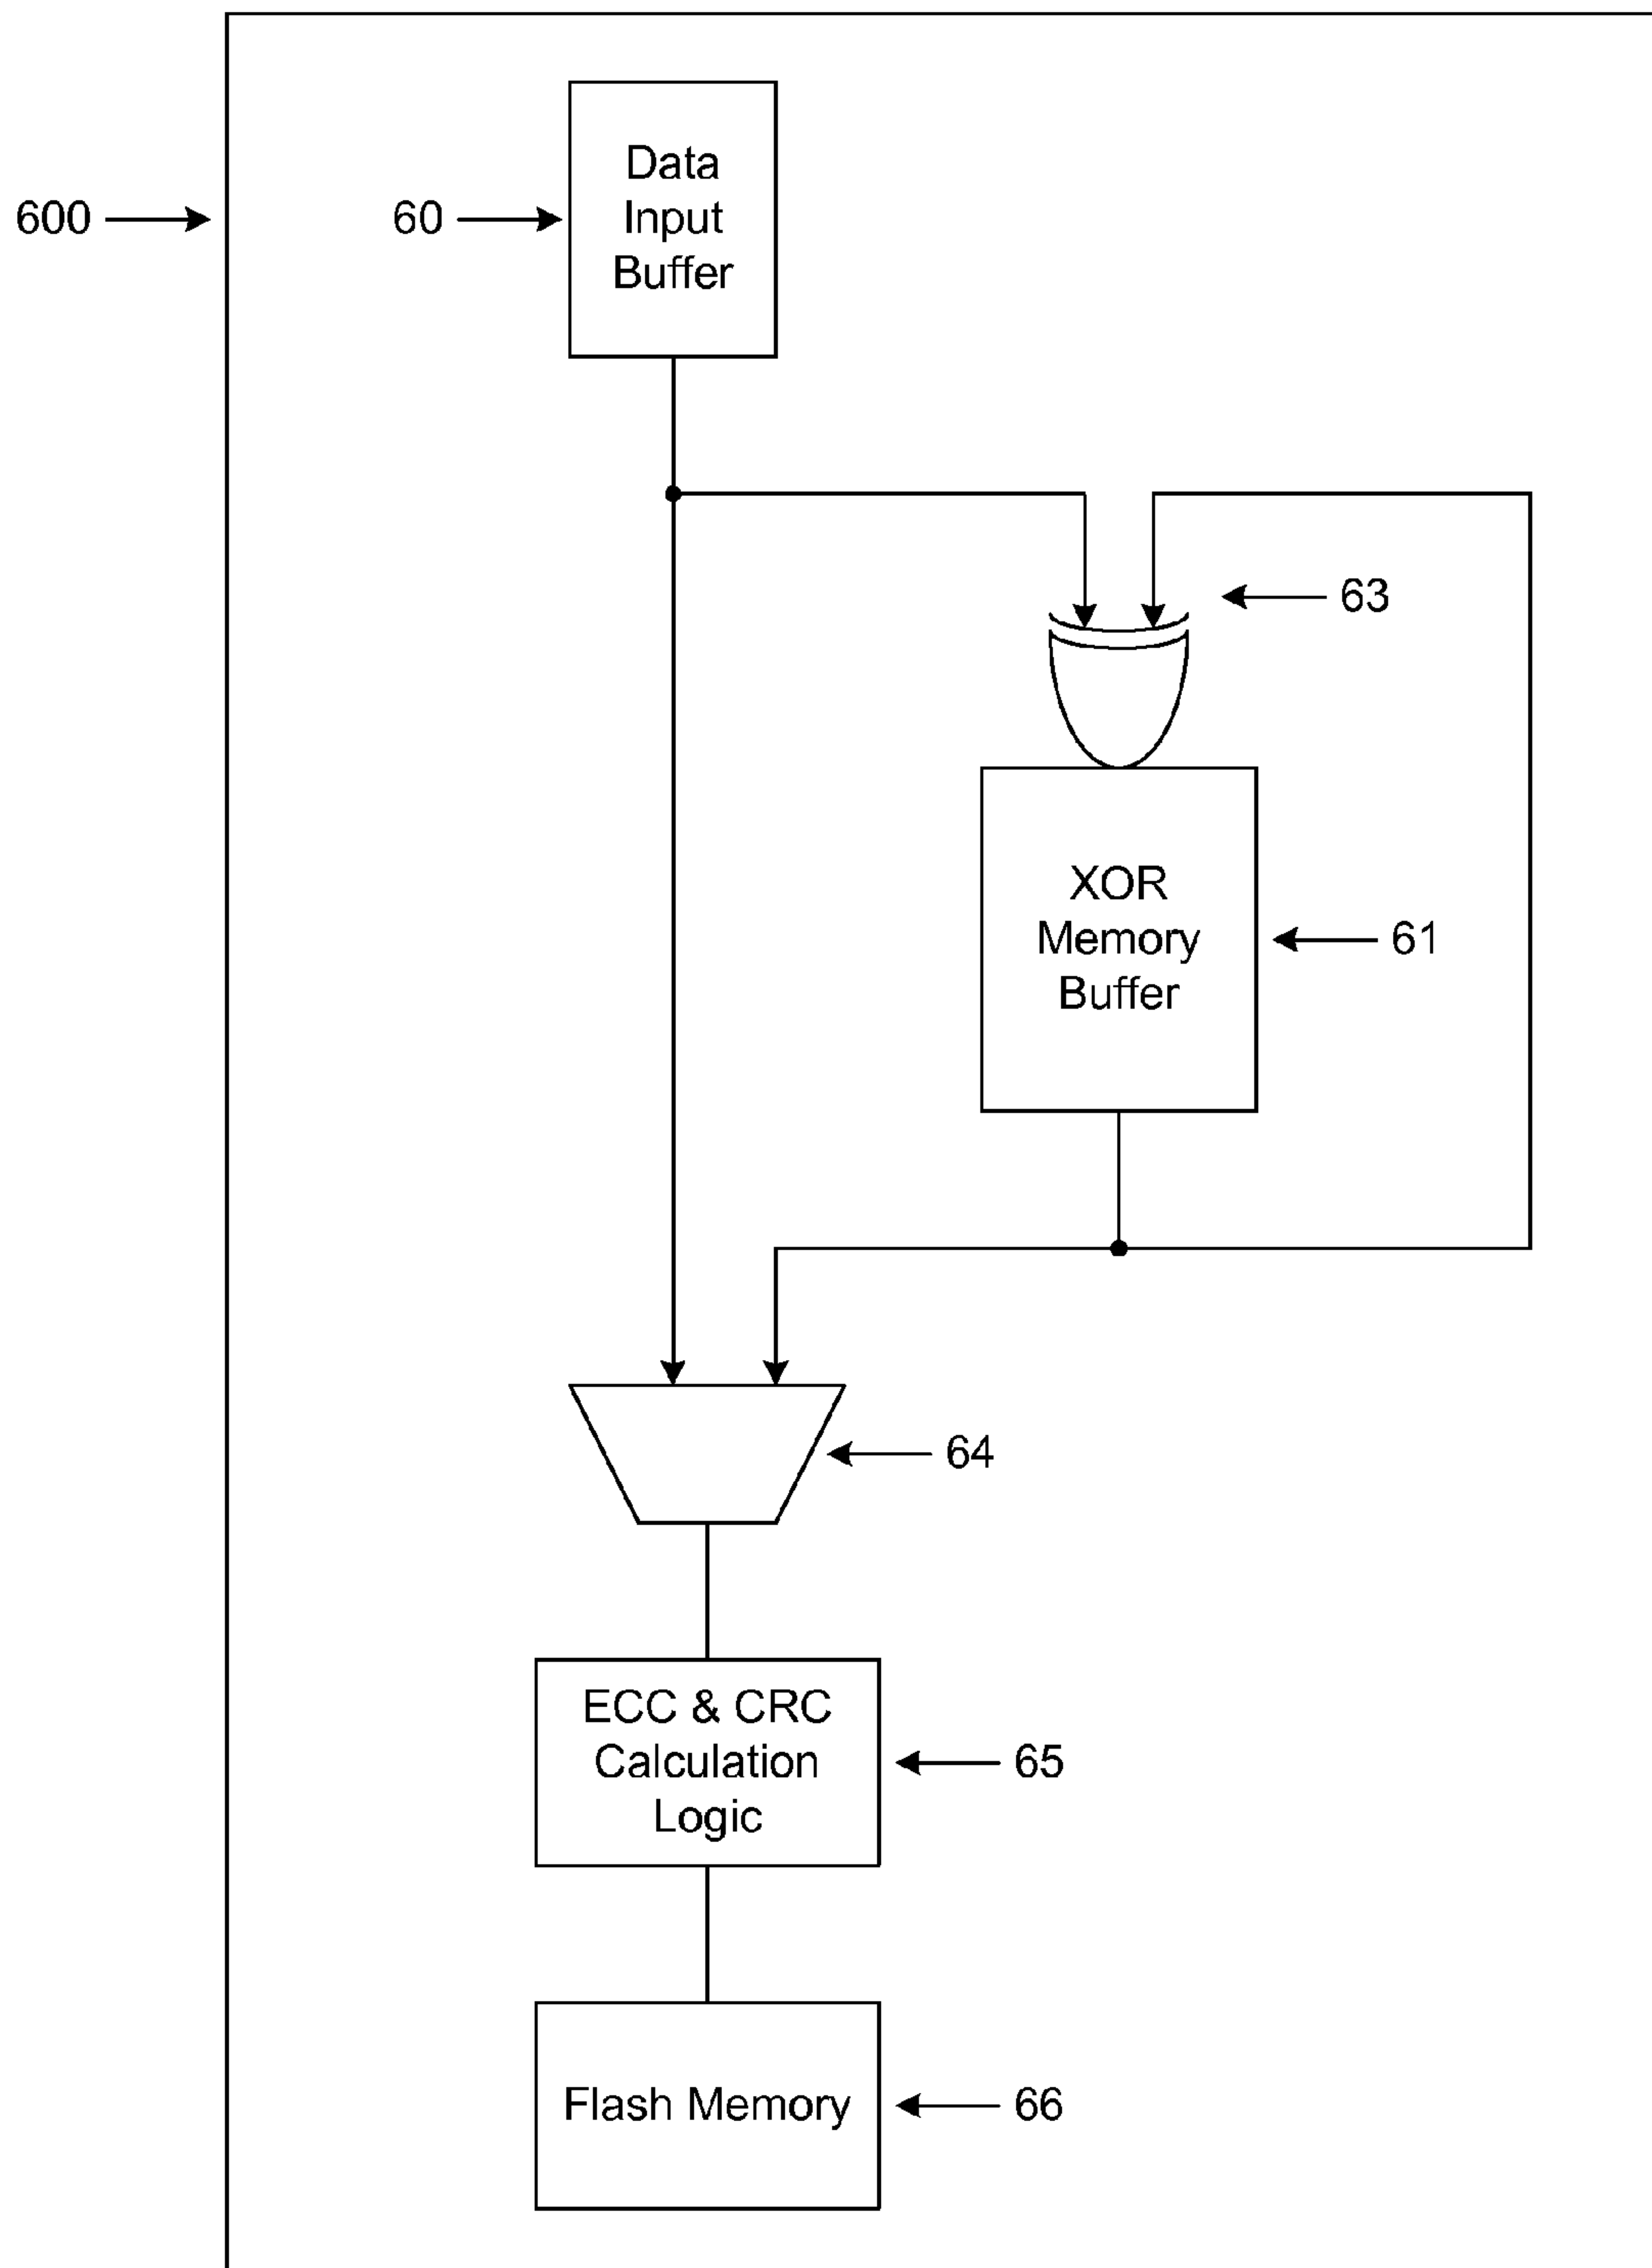 Data
Input
Buffer
600
60
63
XOR
Memory
Buffer
61
64
ECC & CRC
Calculation
Logic
65
Flash Memory
66